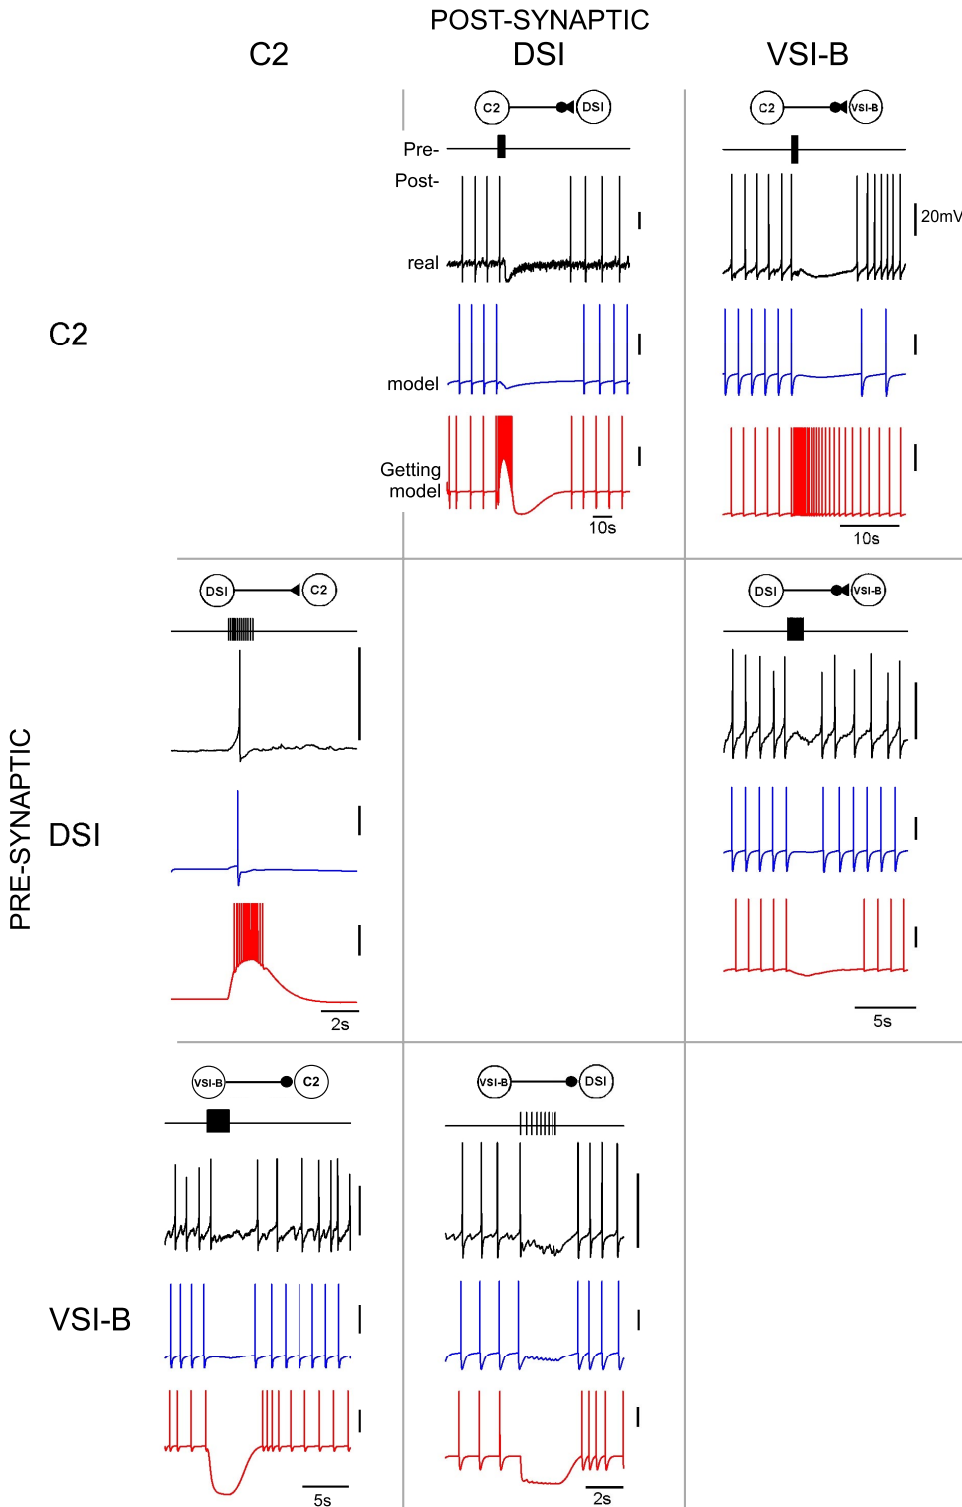 POST-SYNAPTIC
C2 DSI VSI-B
C2 DSI C2 VSI-B
Pre-
Post-
20mV
real
C2
model
Getting
model
10s 10s
DSI C2 DSI VSI-B
PRE-SYNAPTIC
DSI
2s 5s
VSI-B C2 VSI-B DSI
VSI-B
5s 2s